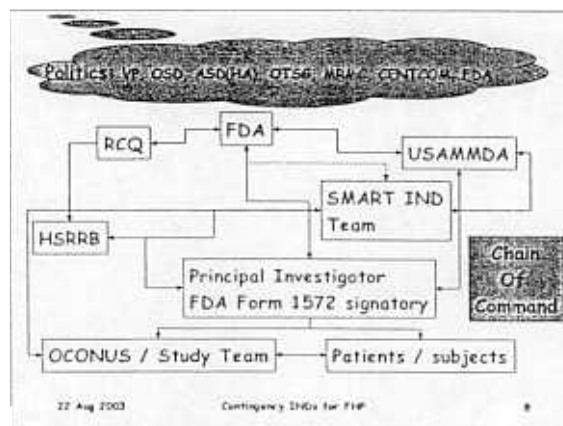 Politics: VP, OSD, ASD(HA), OTSG, MRMC, CENTCOM, FDA
FDA
RCQ
USAMMDA
SMART IND
Team
HSRRB
Chain
Of
Command
Principal Investigator
FDA Form 1572 signatory
OCONUS / Study Team
Patients / subjects
22 Aug 2003
Contingency INDs for FHP
8